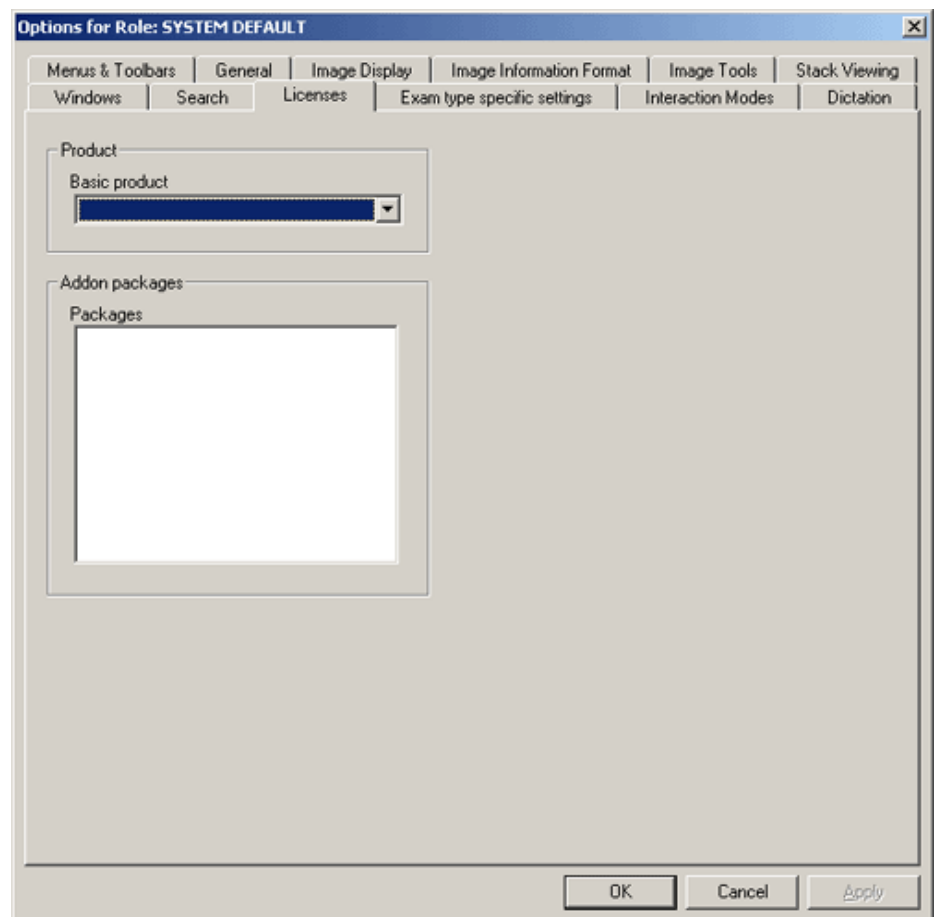 Options for Role: SYSTEM DEFAULT
Menus & Toolbars General Image Display Image Information Format Image Tools Stack Viewing
Windows Search Licenses Exam type specific settings Interaction Modes Dictation
Product
Basic product
Addon packages
Packages
OK Cancel Apply